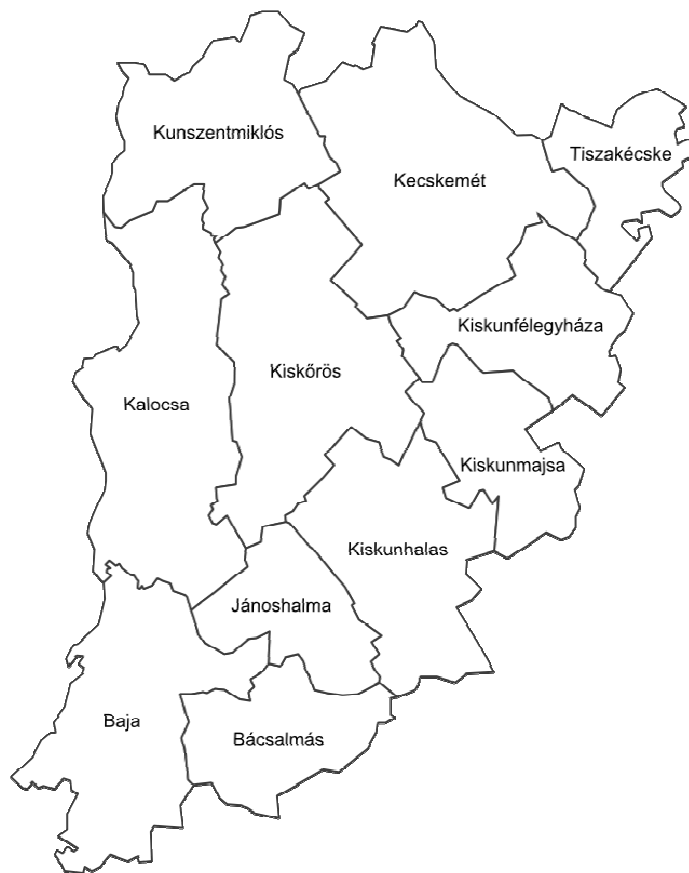 Kunszentmiklós
Tiszakécske
Kecskemét
Kiskunfélegyháza
Kiskőrös
Kalocsa
Kiskunmajsa
Kiskunhalas
Jánoshalma
Baja
Bácsalmás